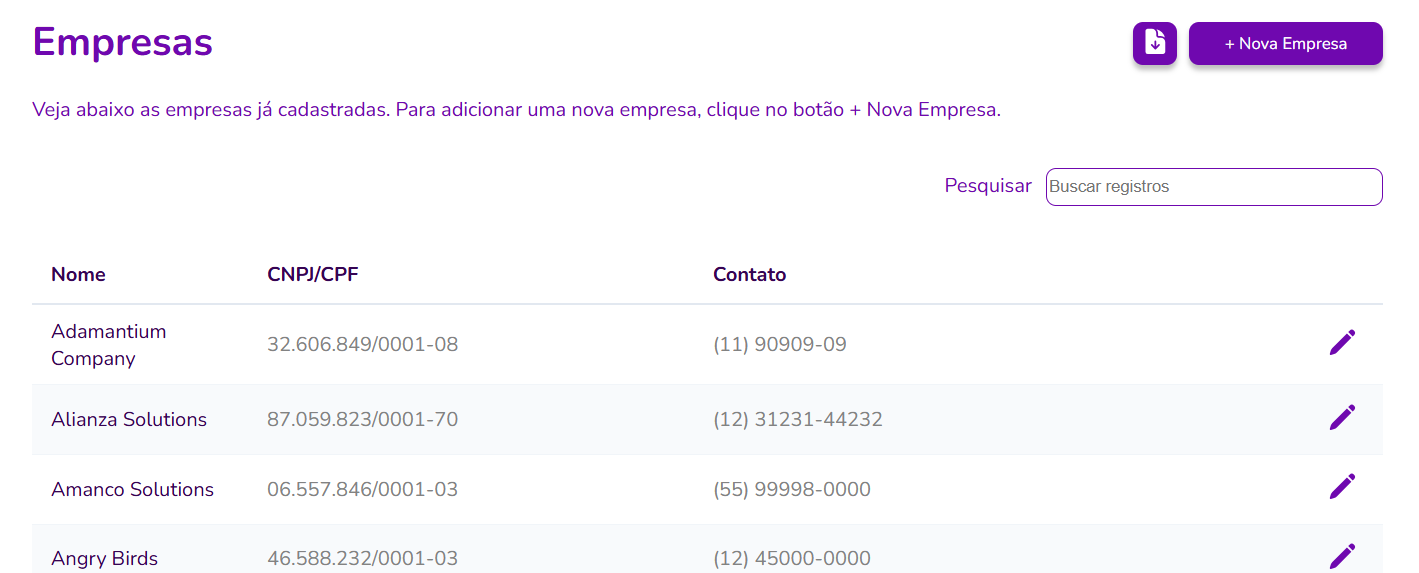 Empresas
+ Nova Empresa
Veja abaixo as empresas já cadastradas. Para adicionar uma nova empresa, clique no botão + Nova Empresa.
Pesquisar Buscar registros
Nome CNPJ/CPF Contato
Adamantium
Company 32.606.849/0001-08 (11) 90909-09
Alianza Solutions 87.059.823/0001-70 (12) 31231-44232
Amanco Solutions 06.557.846/0001-03 (55) 99998-0000
Angry Birds 46.588.232/0001-03 (12) 45000-0000